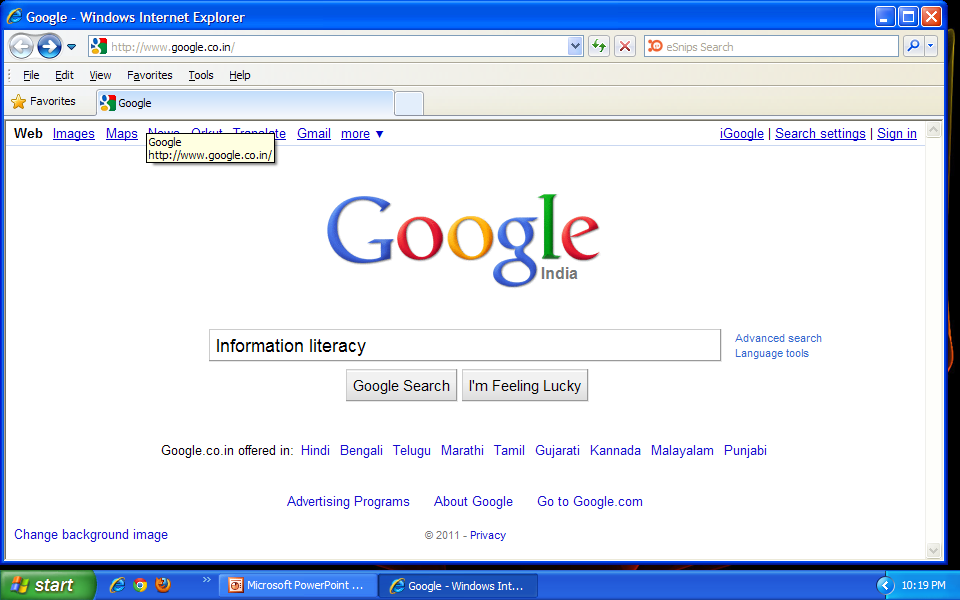 Google - Windows Internet Explorer
http://www.google.co.in/
eSnips Search
File Edit View Favorites Tools Help
Favorites Google
Web Images Maps News Orkut Translate Gmail more ▼ iGoogle | Search settings | Sign in
Google
http://www.google.co.in/
Google
India
Information literacy
Advanced search
Language tools
Google Search I'm Feeling Lucky
Google.co.in offered in: Hindi Bengali Telugu Marathi Tamil Gujarati Kannada Malayalam Punjabi
Advertising Programs About Google Go to Google.com
Change background image © 2011 - Privacy
start » Microsoft PowerPoint ... Google - Windows Int... 10:19 PM